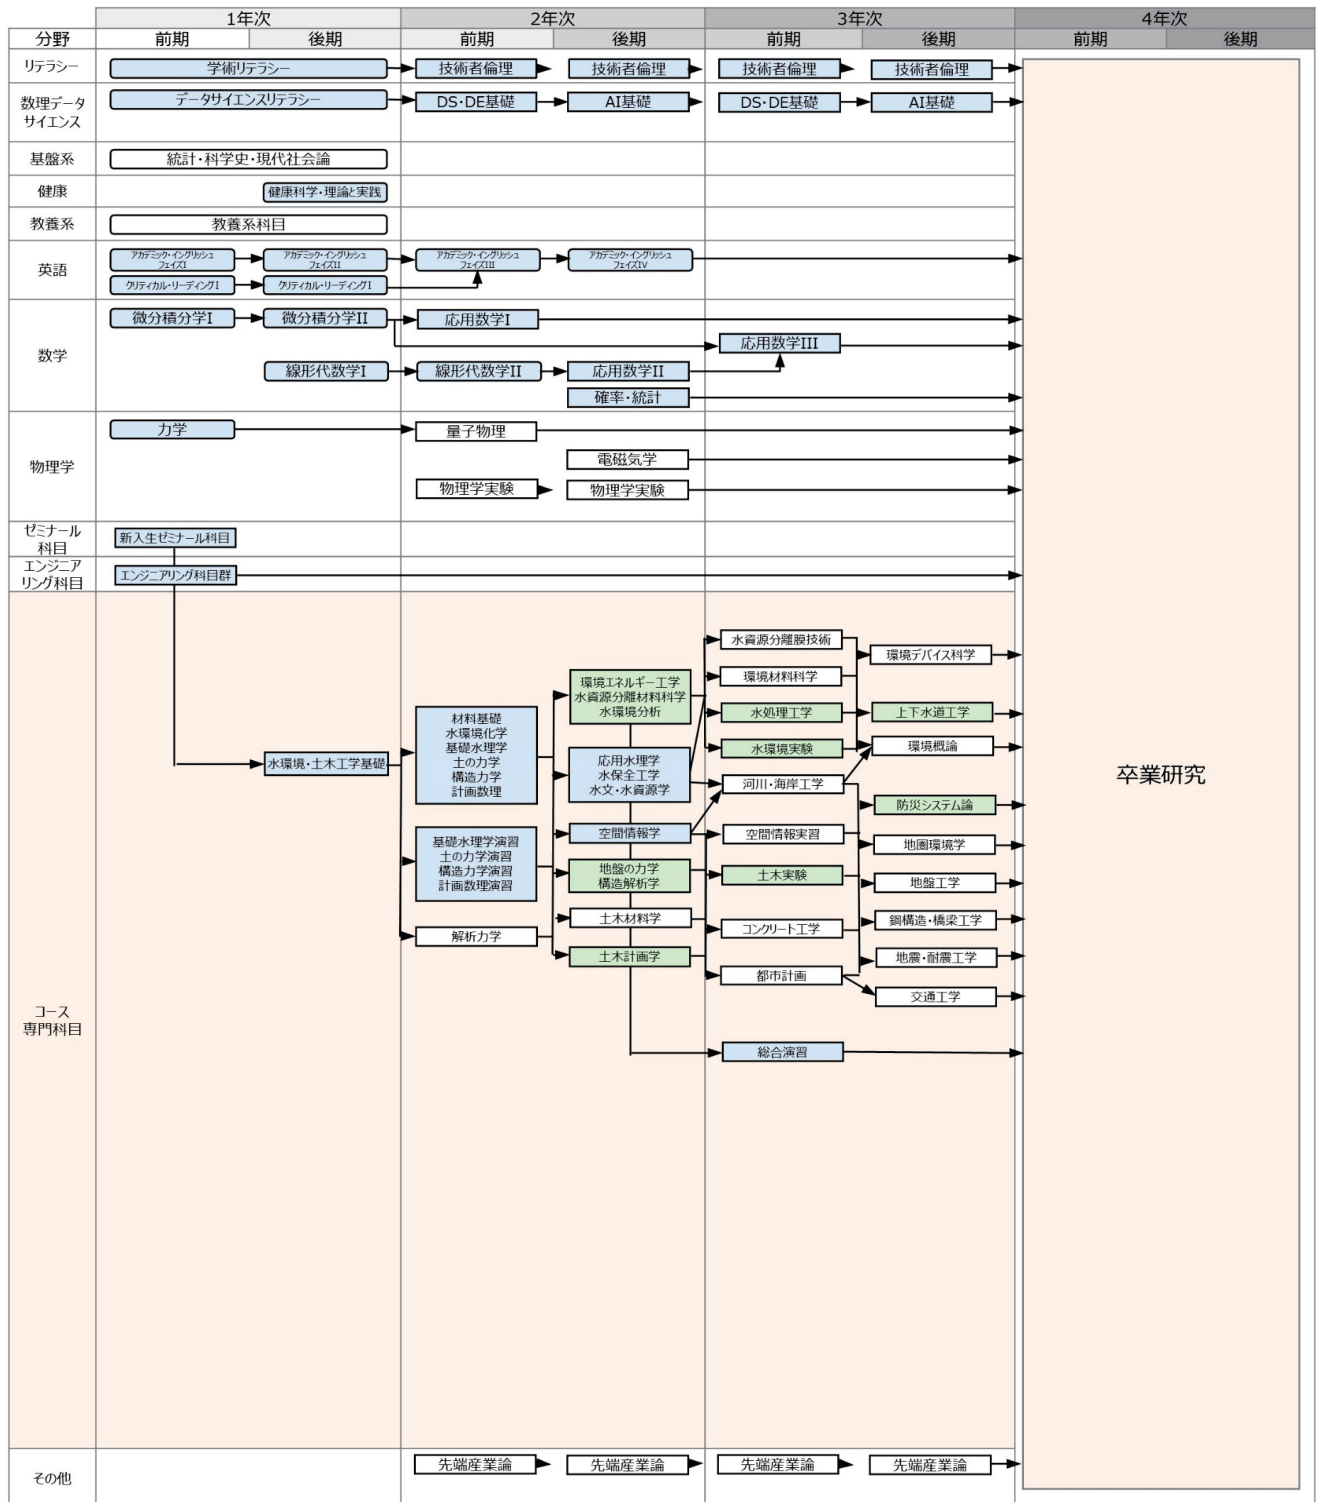 1年次 2年次 3年次 4年次
分野 前期 後期 前期 後期 前期 後期 前期 後期
リテラシー 学術リテラシー 技術者倫理 技術者倫理 技術者倫理 技術者倫理
数理データ
サイエンス
データサイエンスリテラシー DS・DE基礎 AI基礎 DS・DE基礎 AI基礎
基盤系 統計・科学史・現代社会論
健康 健康科学・理論と実践
教養系 教養系科目
英語
アカデミック・イングリッシュ
フェイズI
アカデミック・イングリッシュ
フェイズII
アカデミック・イングリッシュ
フェイズIII
アカデミック・イングリッシュ
フェイズIV
クリティカル・リーディングI クリティカル・リーディングI
数学
微分積分学I 微分積分学II 応用数学I
応用数学III
線形代数学I 線形代数学II 応用数学II
確率・統計
物理学
力学 量子物理
電磁気学
物理学実験 物理学実験
ゼミナール
科目
新入生ゼミナール科目
エンジニア
リング科目
エンジニアリング科目群
コース
専門科目
水環境・土木工学基礎
材料基礎
水環境化学
基礎水理学
土の力学
構造力学
計画数理
基礎水理学演習
土の力学演習
構造力学演習
計画数理演習
解析力学
環境エネルギー工学
水資源分離材料科学
水環境分析
応用水理学
水保全工学
水文・水資源学
空間情報学
地盤の力学
構造解析学
土木材料学
土木計画学
水資源分離膜技術
環境材料科学
水処理工学
水環境実験
河川・海岸工学
空間情報実習
土木実験
コンクリート工学
都市計画
総合演習
環境デバイス科学
上下水道工学
環境概論
防災システム論
地圏環境学
地盤工学
鋼構造・橋梁工学
地震・耐震工学
交通工学
卒業研究
その他 先端産業論 先端産業論 先端産業論 先端産業論